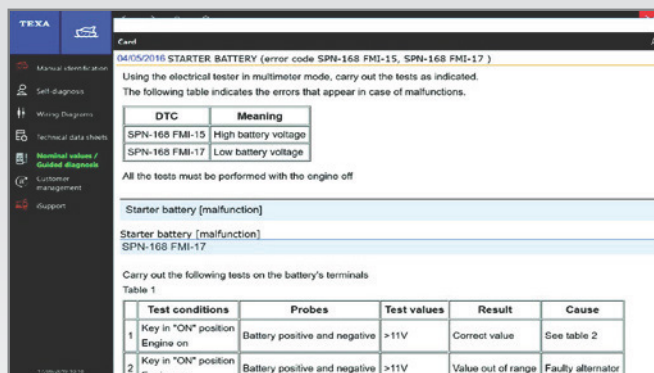 TEXA
Card
04/05/2016 STARTER BATTERY (error code SPN-168 FMI-15, SPN-168 FMI-17 )
Manual identification
Using the electrical tester in multimeter mode, carry out the tests as indicated.
Self-diagnosis
The following table indicates the errors that appear in case of malfunctions.
Wiring Diagrams
DTC Meaning
Technical data sheets
SPN-168 FMI-15 High battery voltage
Nominal values /
Guided diagnosis
SPN-168 FMI-17 Low battery voltage
Customer
management
All the tests must be performed with the engine off
iSupport
Starter battery [malfunction]
Starter battery [malfunction]
SPN-168 FMI-17
Carry out the following tests on the battery's terminals
Table 1
Test conditions Probes Test values Result Cause
1 Key in "ON" position
Engine on Battery positive and negative >11V Correct value See table 2
2 Key in "ON" position Battery positive and negative >11V Value out of range Faulty alternator